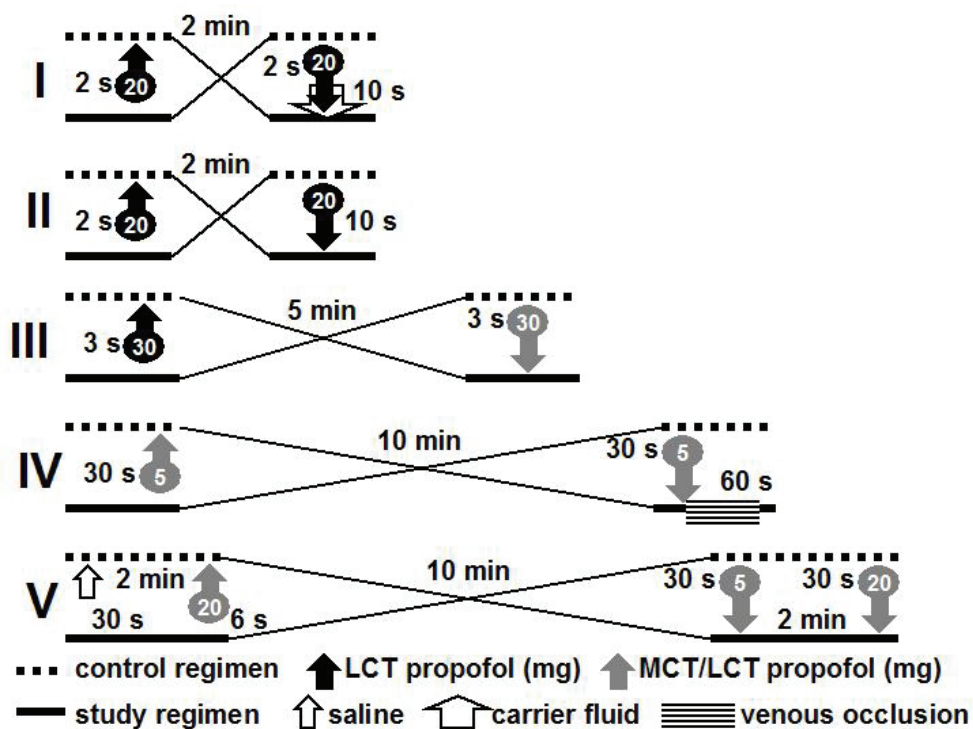 2 min
I 2 s 20 2 s 20 10 s
2 min
II 2 s 20 20 10 s
5 min
III 3 s 30 3 s 30
10 min
IV 30 s 5 30 s 5 60 s
10 min
V 2 min 30 s 20 6 s 30 s 5 30 s 20 2 min
control regimen LCT propofol (mg) MCT/LCT propofol (mg)
study regimen saline carrier fluid venous occlusion